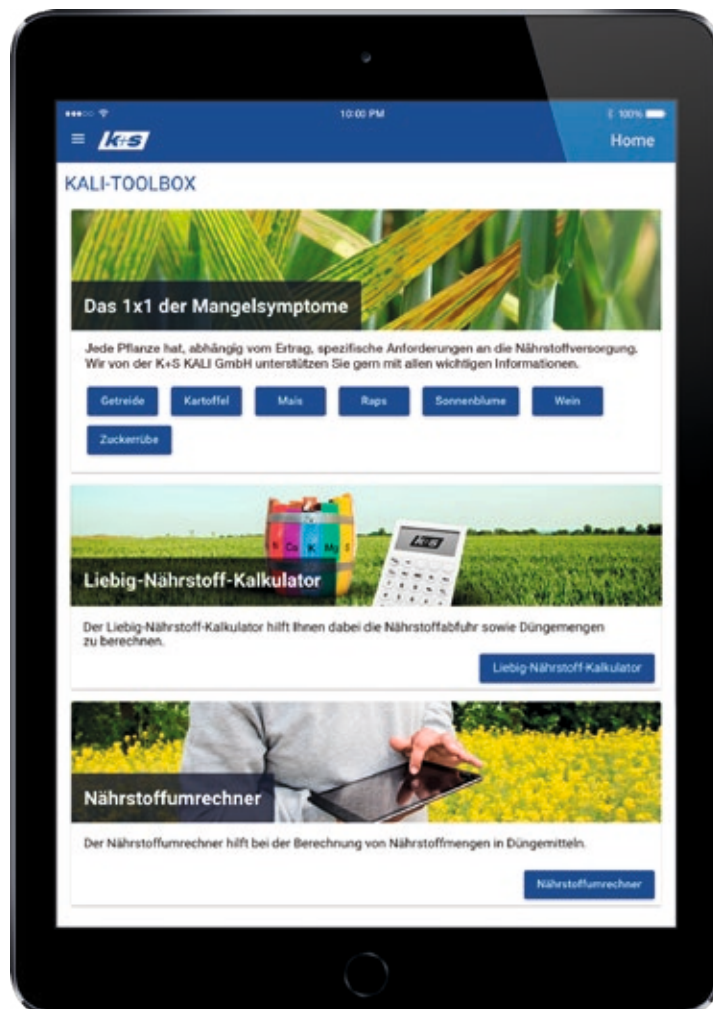 10:00 PM
100%
K+S
Home
KALI-TOOLBOX
Das 1x1 der Mangelsymptome
Jede Pflanze hat, abhängig vom Ertrag, spezifische Anforderungen an die Nährstoffversorgung.
Wir von der K+S KALI GmbH unterstützen Sie gern mit allen wichtigen Informationen.
Getreide
Kartoffel
Mais
Raps
Sonnenblume
Wein
Zuckerrübe
N Ca K Mg S
K+S
Liebig-Nährstoff-Kalkulator
Der Liebig-Nährstoff-Kalkulator hilft Ihnen dabei die Nährstoffabfuhr sowie Düngemengen
zu berechnen.
Liebig-Nährstoff-Kalkulator
Nährstoffumrechner
Der Nährstoffumrechner hilft bei der Berechnung von Nährstoffmengen in Düngemitteln.
Nährstoffumrechner